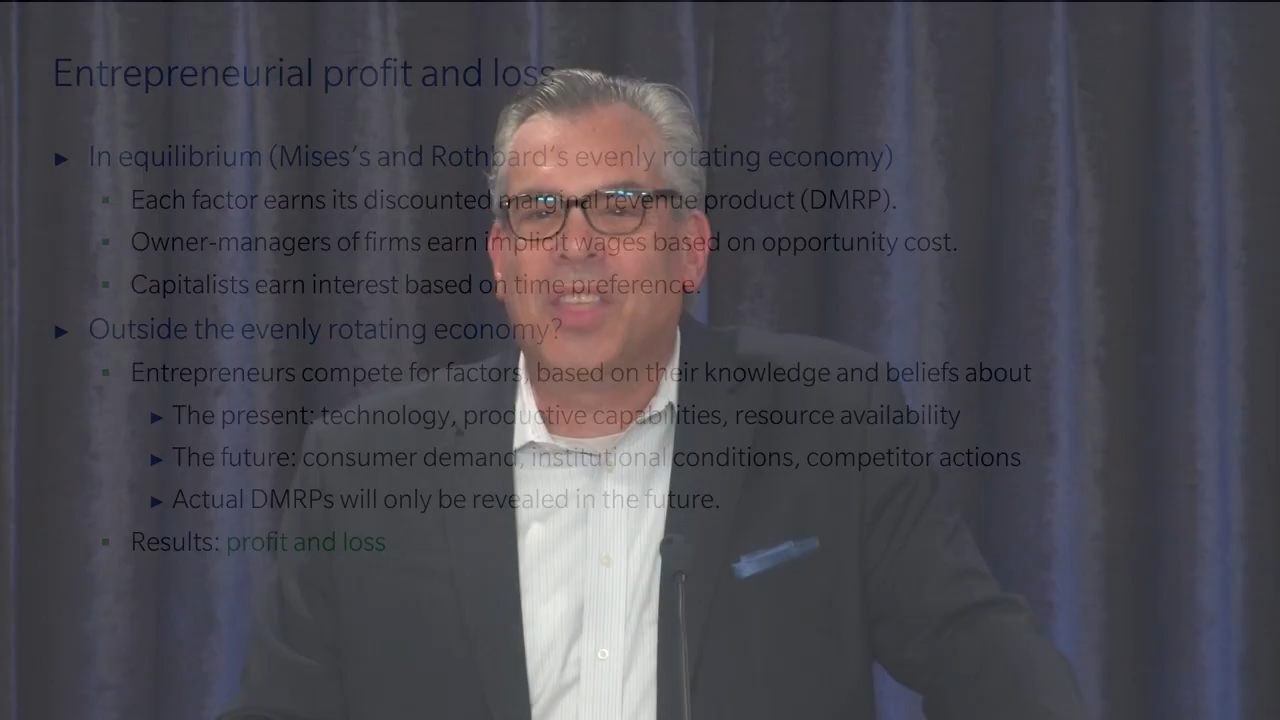 Entrepreneurial profit and loss
► In equilibrium (Mises's and Rothbard's evenly rotating economy)
▪ Each factor earns its discounted marginal revenue product (DMRP).
▪ Owner-managers of firms earn implicit wages based on opportunity cost.
▪ Capitalists earn interest based on time preference.
► Outside the evenly rotating economy?
▪ Entrepreneurs compete for factors, based on their knowledge and beliefs about
► The present: technology, productive capabilities, resource availability
► The future: consumer demand, institutional conditions, competitor actions
► Actual DMRPs will only be revealed in the future.
▪ Results: profit and loss